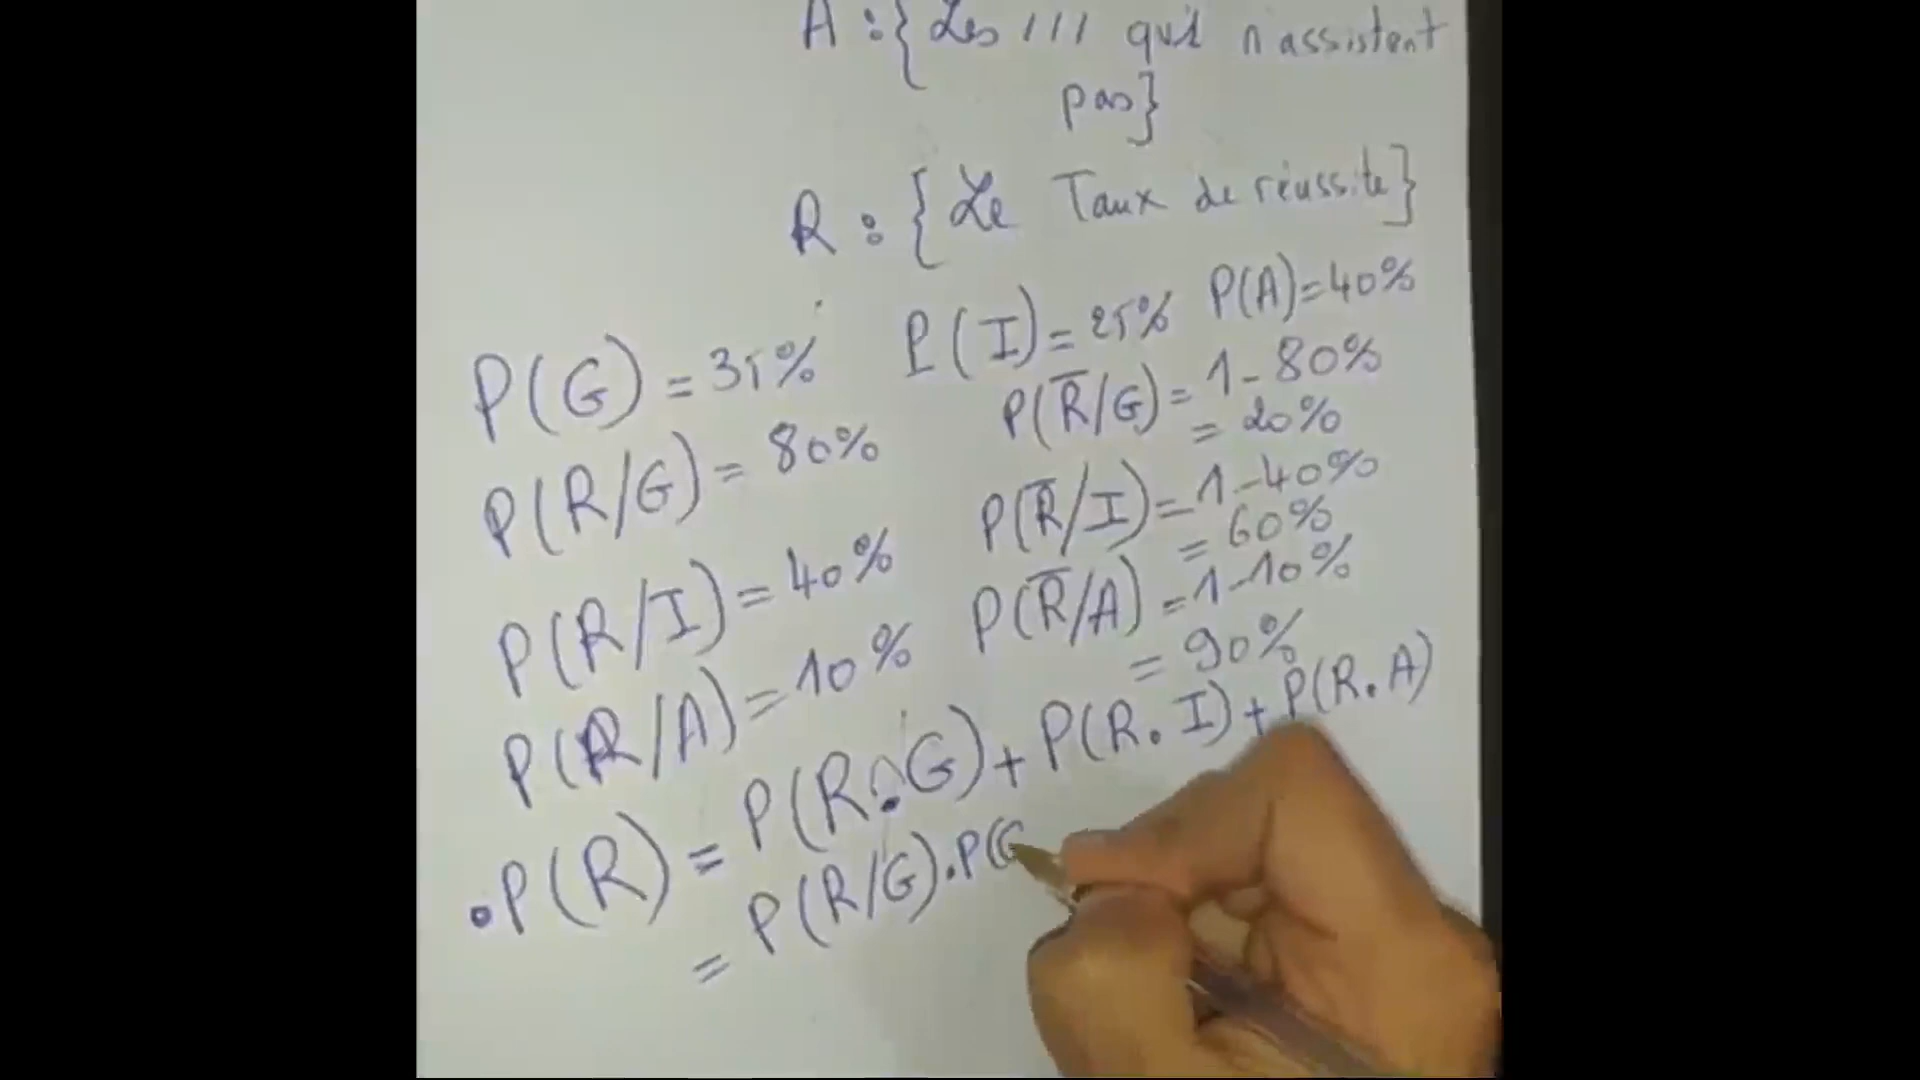 A : { Les /// qui n'assistent
pas}
R : { Le Taux de réussite}
P(G) = 35% P(I) = 25% P(A) = 40%
P(R/G) = 80% P(R̅/G) = 1 - 80%
= 20%
P(R/I) = 40% P(R̅/I) = 1 - 40%
= 60%
P(R/A) = 10% P(R̅/A) = 1 - 10%
= 90%
• P(R) = P(R.G) + P(R.I) + P(R.A)
= P(R/G) . P(G